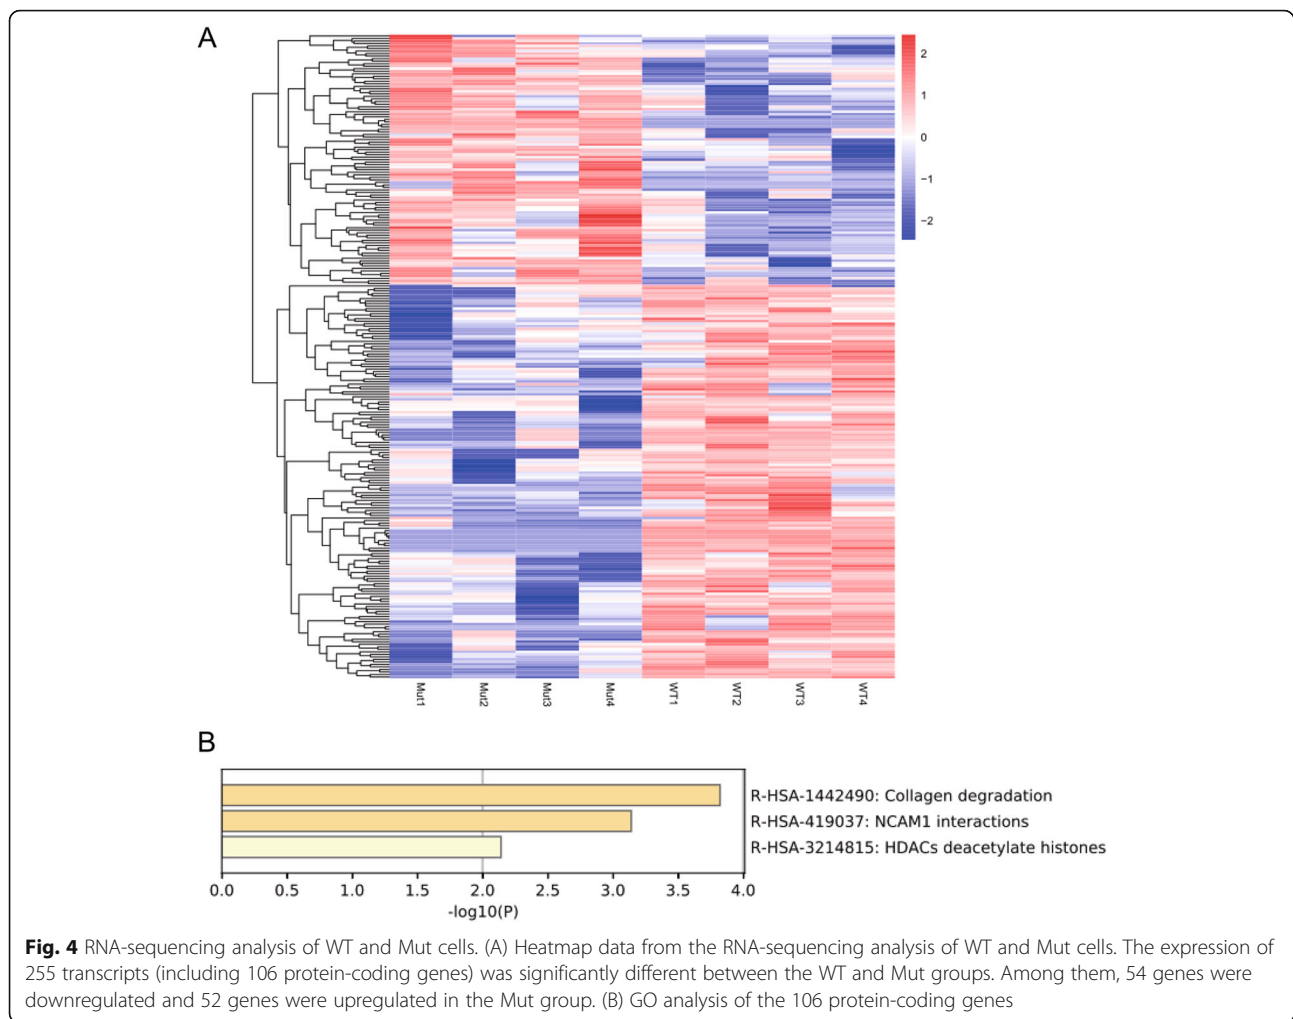 A
2
1
0
−1
−2
Mut1
Mut2
Mut3
Mut4
WT1
WT2
WT3
WT4
B
R-HSA-1442490: Collagen degradation
R-HSA-419037: NCAM1 interactions
R-HSA-3214815: HDACs deacetylate histones
0.0 0.5 1.0 1.5 2.0 2.5 3.0 3.5 4.0
-log10(P)
Fig. 4 RNA-sequencing analysis of WT and Mut cells. (A) Heatmap data from the RNA-sequencing analysis of WT and Mut cells. The expression of
255 transcripts (including 106 protein-coding genes) was significantly different between the WT and Mut groups. Among them, 54 genes were
downregulated and 52 genes were upregulated in the Mut group. (B) GO analysis of the 106 protein-coding genes